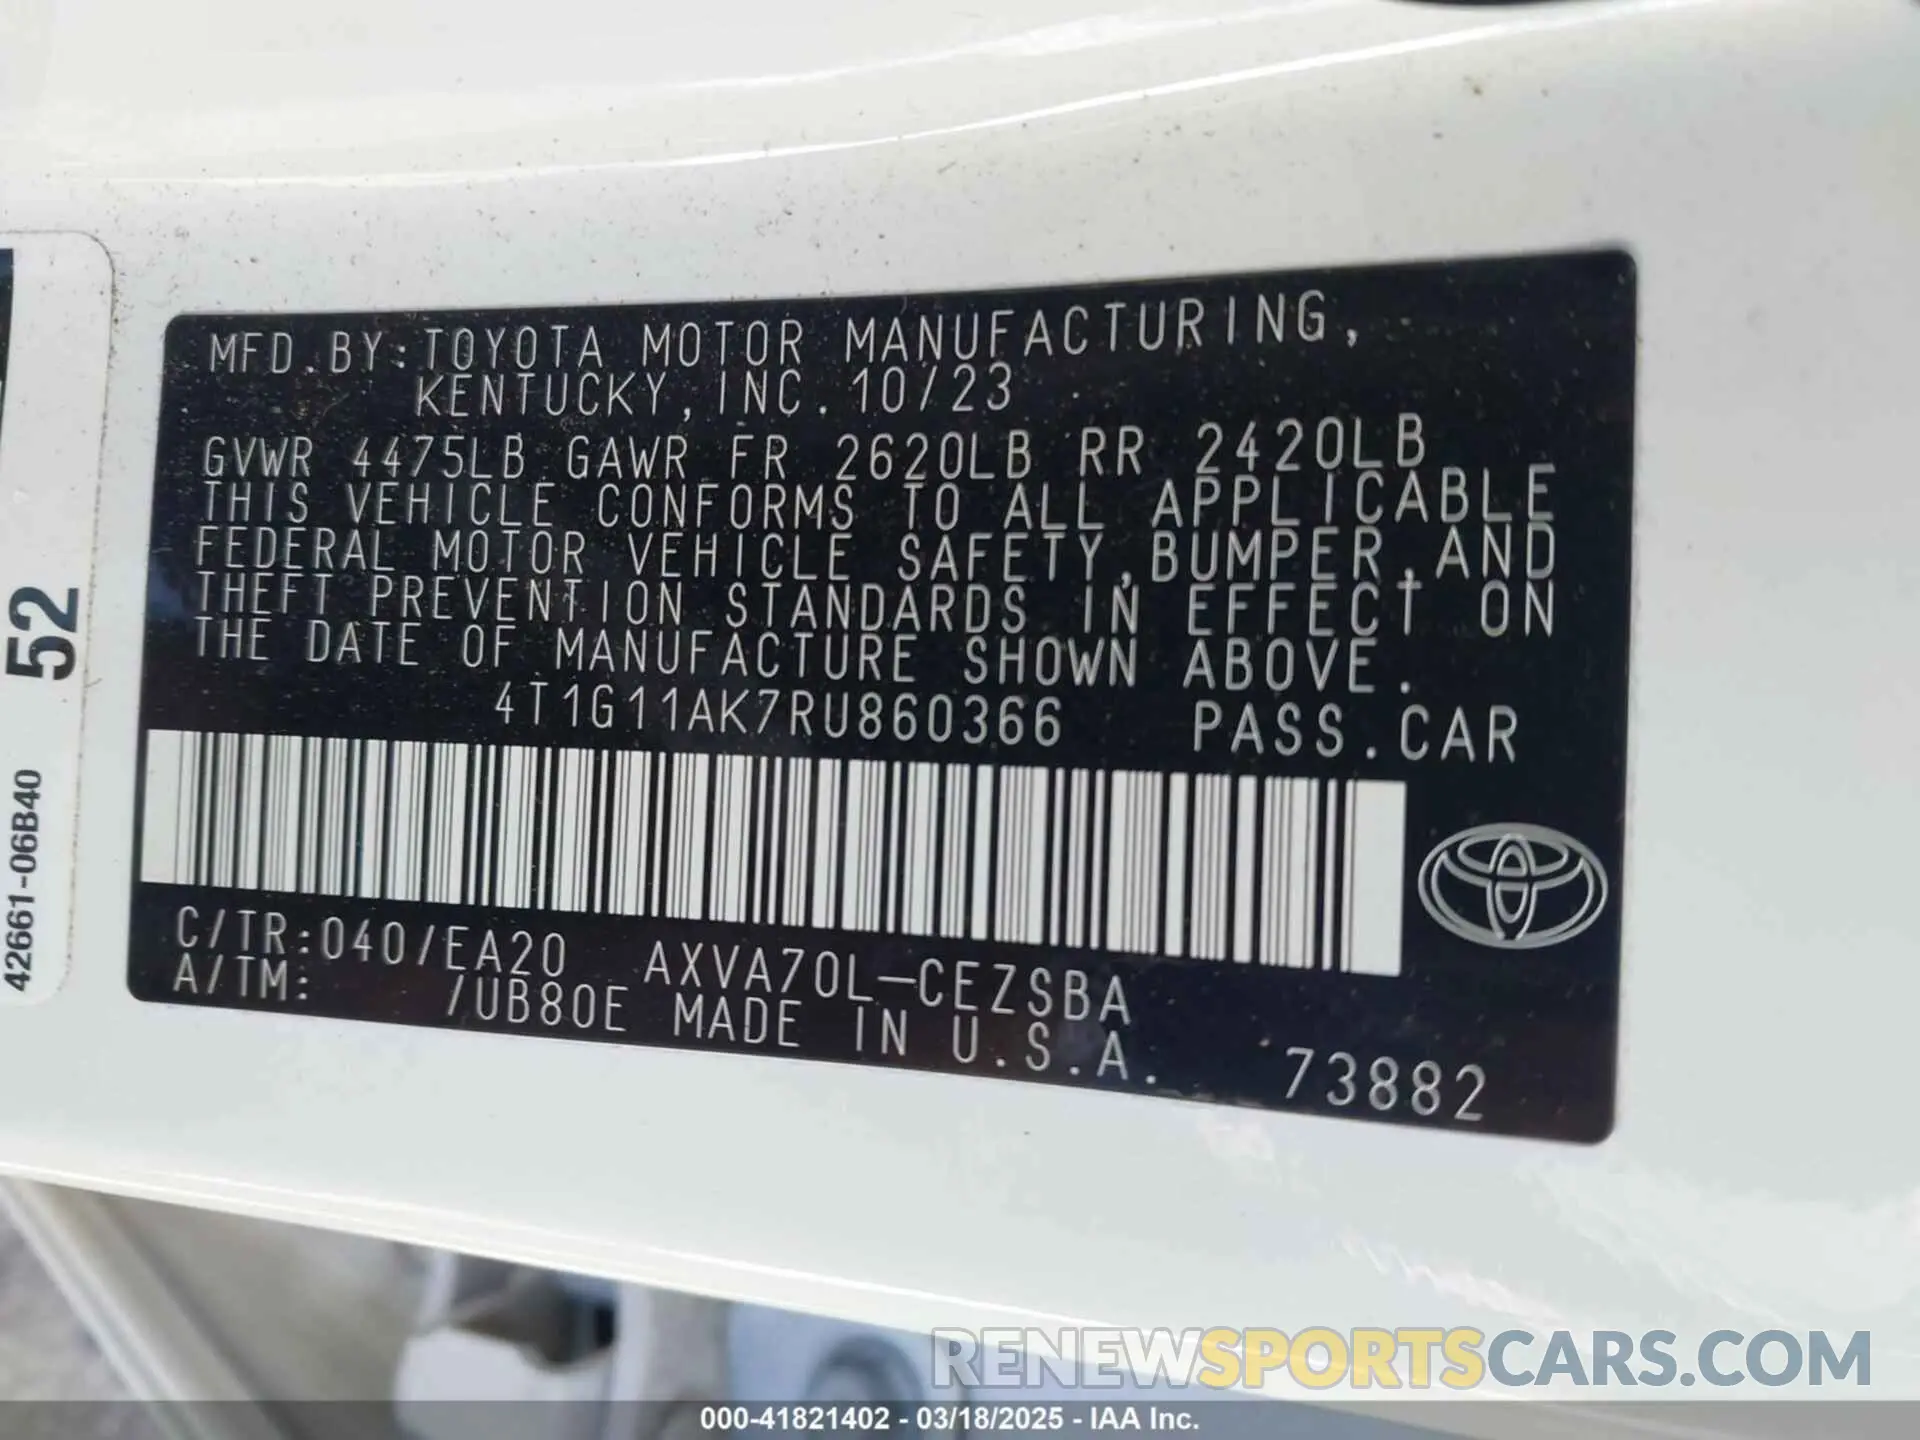 MFD.BY:TOYOTA MOTOR MANUFACTURING,
KENTUCKY,INC. 10/23
GVWR 4475LB GAWR FR 2620LB RR 2420LB
THIS VEHICLE CONFORMS TO ALL APPLICABLE
FEDERAL MOTOR VEHICLE SAFETY,BUMPER,AND
THEFT PREVENTION STANDARDS IN EFFECT ON
THE DATE OF MANUFACTURE SHOWN ABOVE.
4T1G11AK7RU860366 PASS.CAR
C/TR:040/EA20 AXVA70L-CEZSBA
A/TM: /UB80E MADE IN U.S.A. 73882
52
42661-06B40
RENEWSPORTSCARS.COM
000-41821402 - 03/18/2025 - IAA Inc.